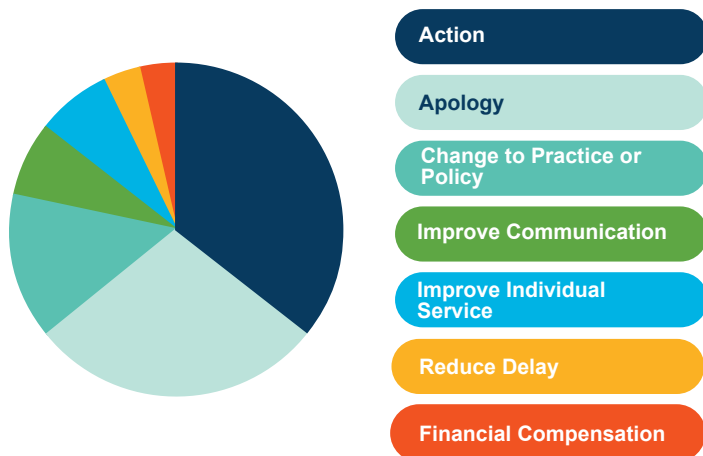 Action
Apology
Change to Practice or
Policy
Improve Communication
Improve Individual
Service
Reduce Delay
Financial Compensation